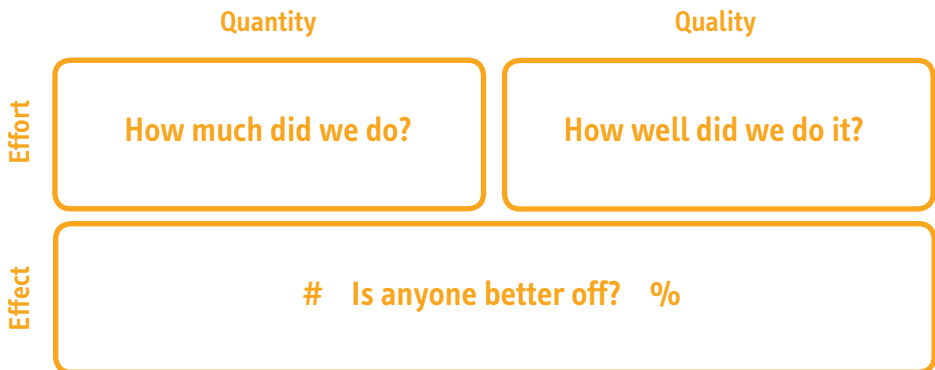 Quantity
Quality
Effort
How much did we do?
How well did we do it?
Effect
# Is anyone better off? %